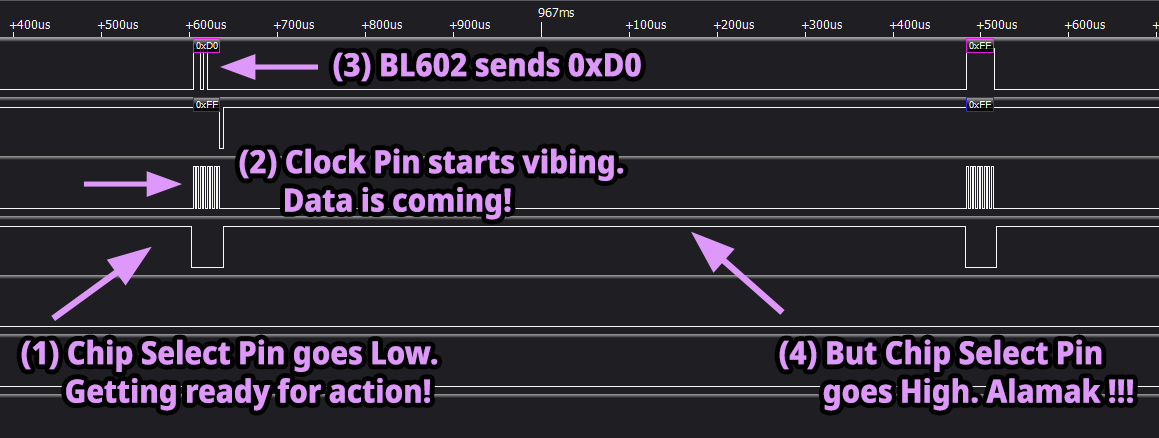 967ms
+400us +500us +600us +700us +800us +900us +100us +200us +300us +400us +500us +600us +
0xD0 0xFF
(3) BL602 sends 0xD0
0xFF 0xFF
(2) Clock Pin starts vibing.
Data is coming!
(1) Chip Select Pin goes Low.
Getting ready for action!
(4) But Chip Select Pin
goes High. Alamak !!!